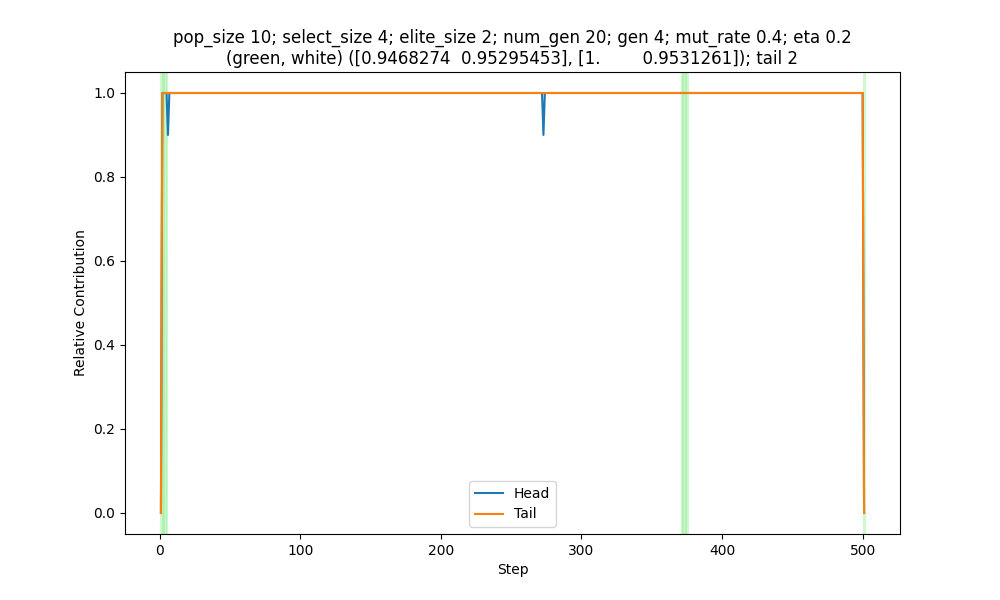 pop_size 10; select_size 4; elite_size 2; num_gen 20; gen 4; mut_rate 0.4; eta 0.2
(green, white) ([0.9468274  0.95295453], [1.        0.9531261]); tail 2
Relative Contribution
1.0
0.8
0.6
0.4
0.2
0.0
Head
Tail
0
100
200
300
400
500
Step